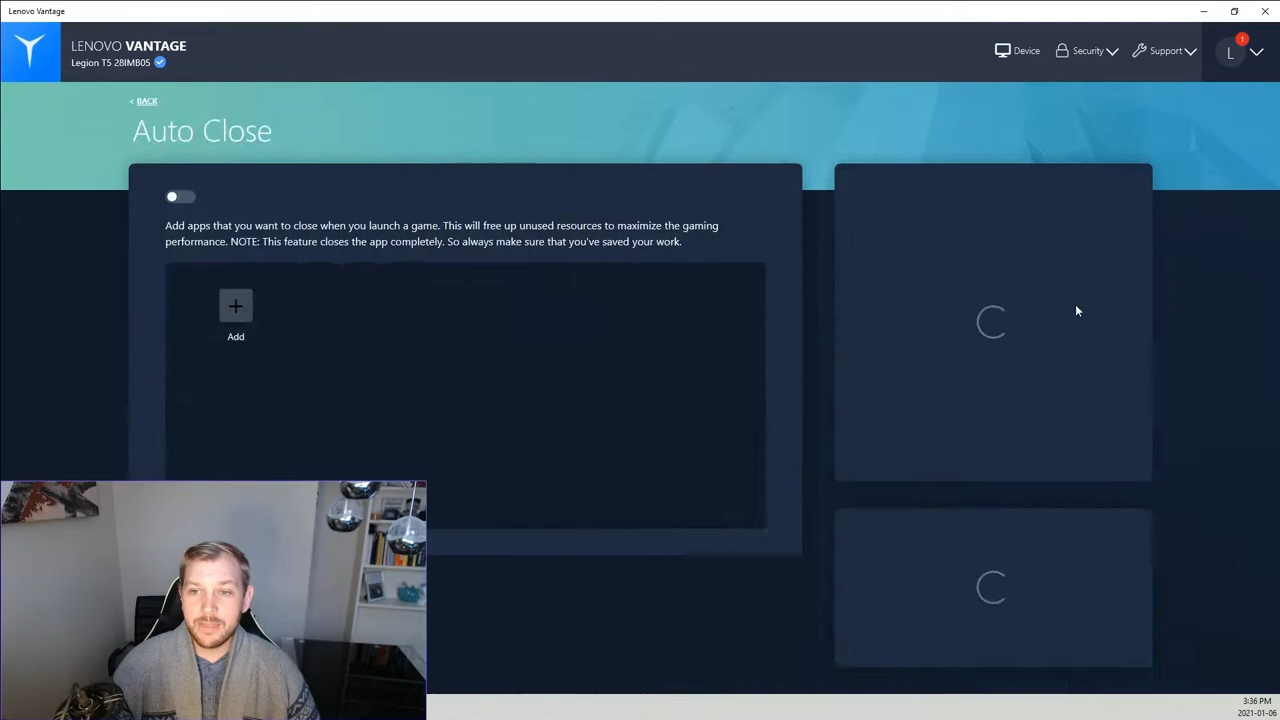 Lenovo Vantage
LENOVO VANTAGE
Legion T5 28IMB05
Device
Security
Support
L
1
< BACK
Auto Close
Add apps that you want to close when you launch a game. This will free up unused resources to maximize the gaming
performance. NOTE: This feature closes the app completely. So always make sure that you've saved your work.
+
Add
3:36 PM
2021-01-06